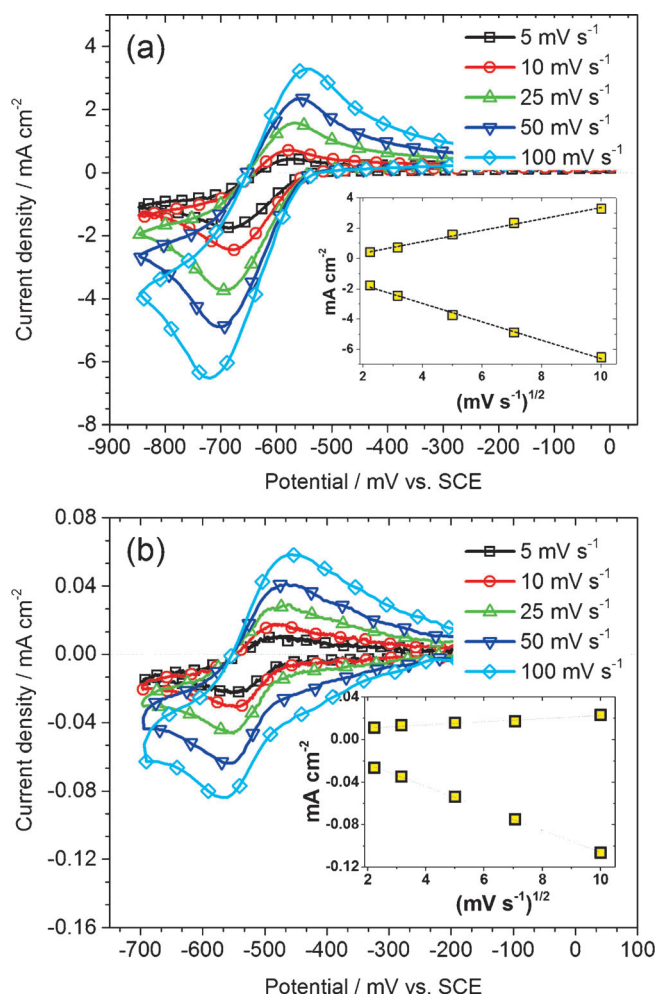 (a)
5 mV s⁻¹
10 mV s⁻¹
25 mV s⁻¹
50 mV s⁻¹
100 mV s⁻¹
4
2
0
-2
-4
-6
-8
Current density / mA cm⁻²
4
2
0
-2
-4
-6
mA cm⁻²
2 4 6 8 10
(mV s⁻¹)¹/²
-900 -800 -700 -600 -500 -400 -300 -200 -100 0
Potential / mV vs. SCE
(b)
5 mV s⁻¹
10 mV s⁻¹
25 mV s⁻¹
50 mV s⁻¹
100 mV s⁻¹
0.08
0.04
0.00
-0.04
-0.08
-0.12
-0.16
Current density / mA cm⁻²
0.04
0.00
-0.04
-0.08
-0.12
mA cm⁻²
2 4 6 8 10
(mV s⁻¹)¹/²
-700 -600 -500 -400 -300 -200 -100 0 100
Potential / mV vs. SCE